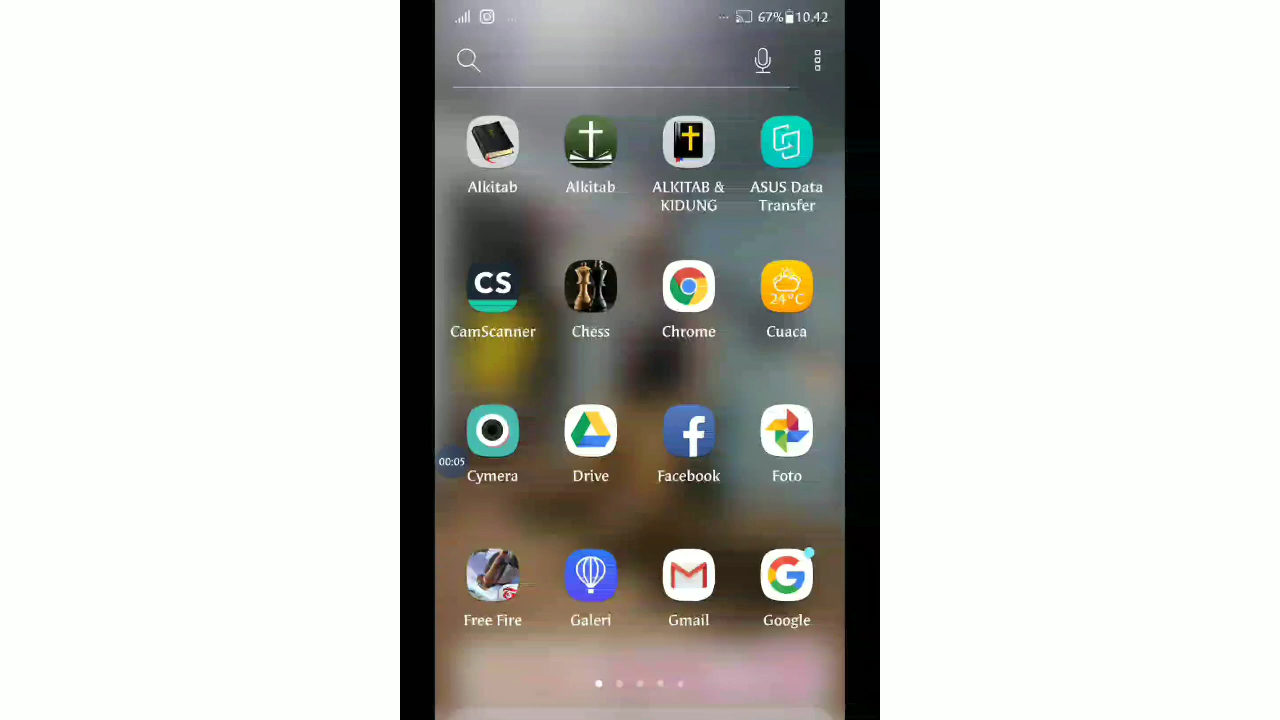 67% 10.42
Alkitab
Alkitab
ALKITAB &
KIDUNG
ASUS Data
Transfer
CS
24°C
CamScanner
Chess
Chrome
Cuaca
00:05
Cymera
Drive
Facebook
Foto
Free Fire
Galeri
Gmail
Google